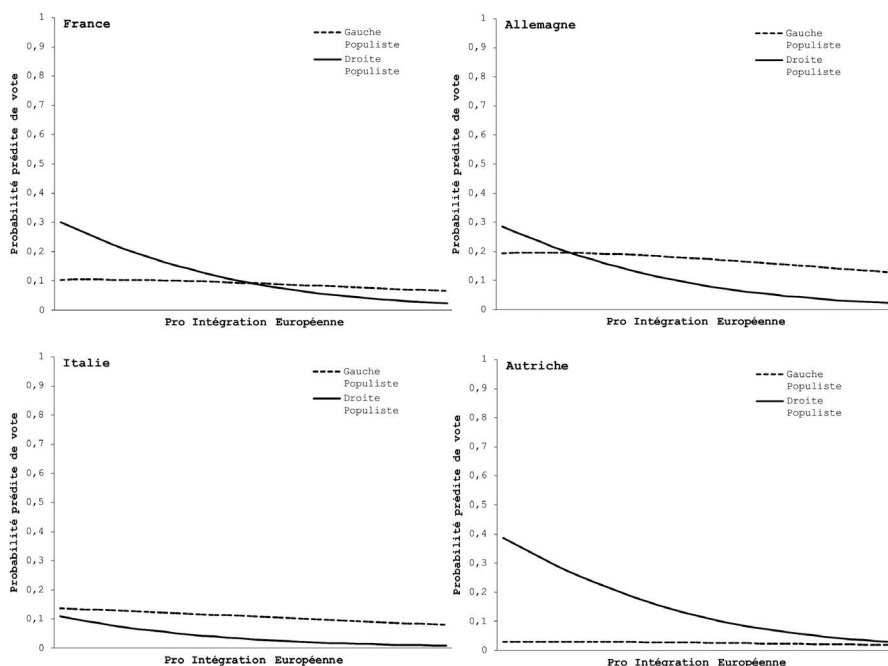 France
Gauche
Populiste
Droite
Populiste
Probabilité prédite de vote
1
0,9
0,8
0,7
0,6
0,5
0,4
0,3
0,2
0,1
0
Pro Intégration Européenne
Allemagne
Gauche
Populiste
Droite
Populiste
Probabilité prédite de vote
1
0,9
0,8
0,7
0,6
0,5
0,4
0,3
0,2
0,1
0
Pro Intégration Européenne
Italie
Gauche
Populiste
Droite
Populiste
Probabilité prédite de vote
1
0,9
0,8
0,7
0,6
0,5
0,4
0,3
0,2
0,1
0
Pro Intégration Européenne
Autriche
Gauche
Populiste
Droite
Populiste
Probabilité prédite de vote
1
0,9
0,8
0,7
0,6
0,5
0,4
0,3
0,2
0,1
0
Pro Intégration Européenne